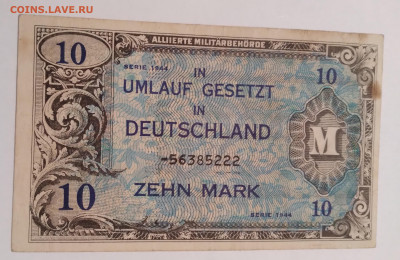 COINS.LAVE.RU
ALLIIERTE MILITÄRBEHÖRDE
10 SERIE 1944 10
IN
UMLAUF GESETZT
IN
DEUTSCHLAND
M
-56385222
ZEHN MARK
10 SERIE 1944 10